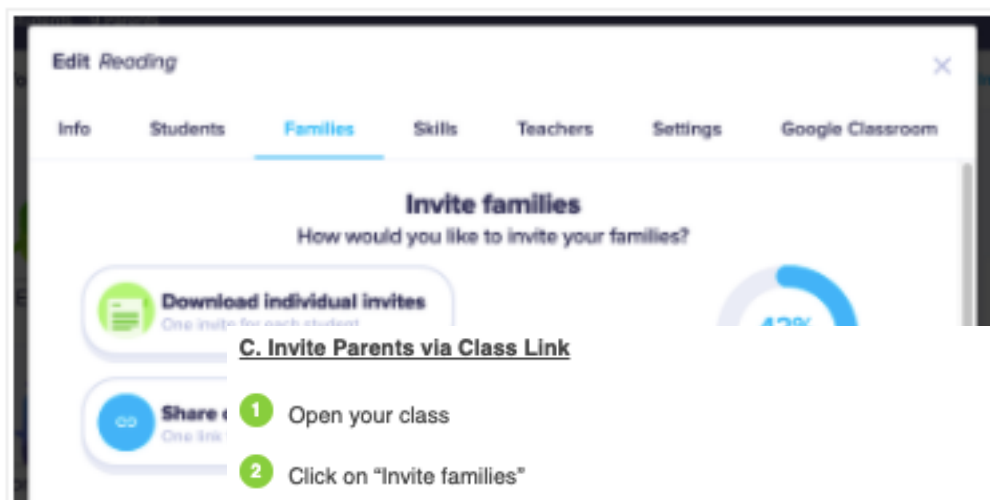 Edit Reading
Info Students Families Skills Teachers Settings Google Classroom
Invite families
How would you like to invite your families?
Download individual invites
One invite for each student
C. Invite Parents via Class Link
Share
One link
1 Open your class
2 Click on “Invite families”